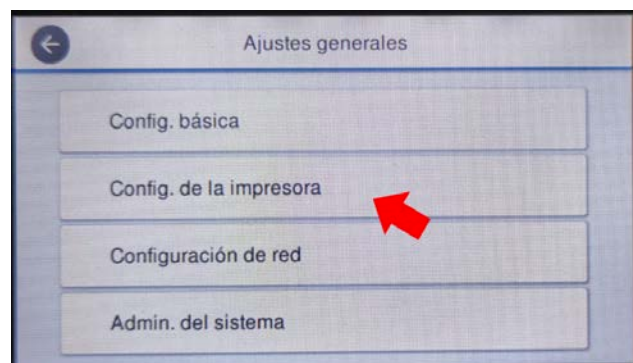 Ajustes generales
Config. básica
Config. de la impresora
Configuración de red
Admin. del sistema